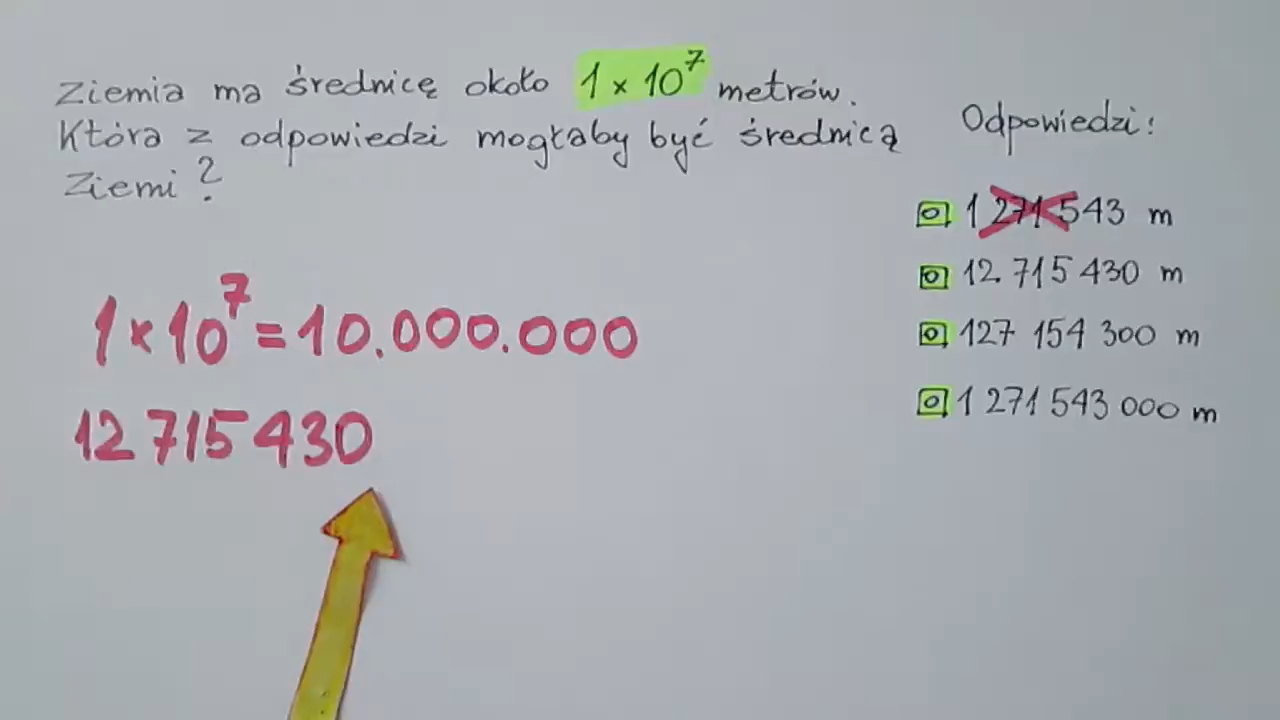 Ziemia ma średnicę około 1 × 10⁷ metrów.
Która z odpowiedzi mogłaby być średnicą
Ziemi?
Odpowiedzi:
1 271 543 m
12 715 430 m
127 154 300 m
1 271 543 000 m
1 × 10⁷ = 10.000.000
12 715 430